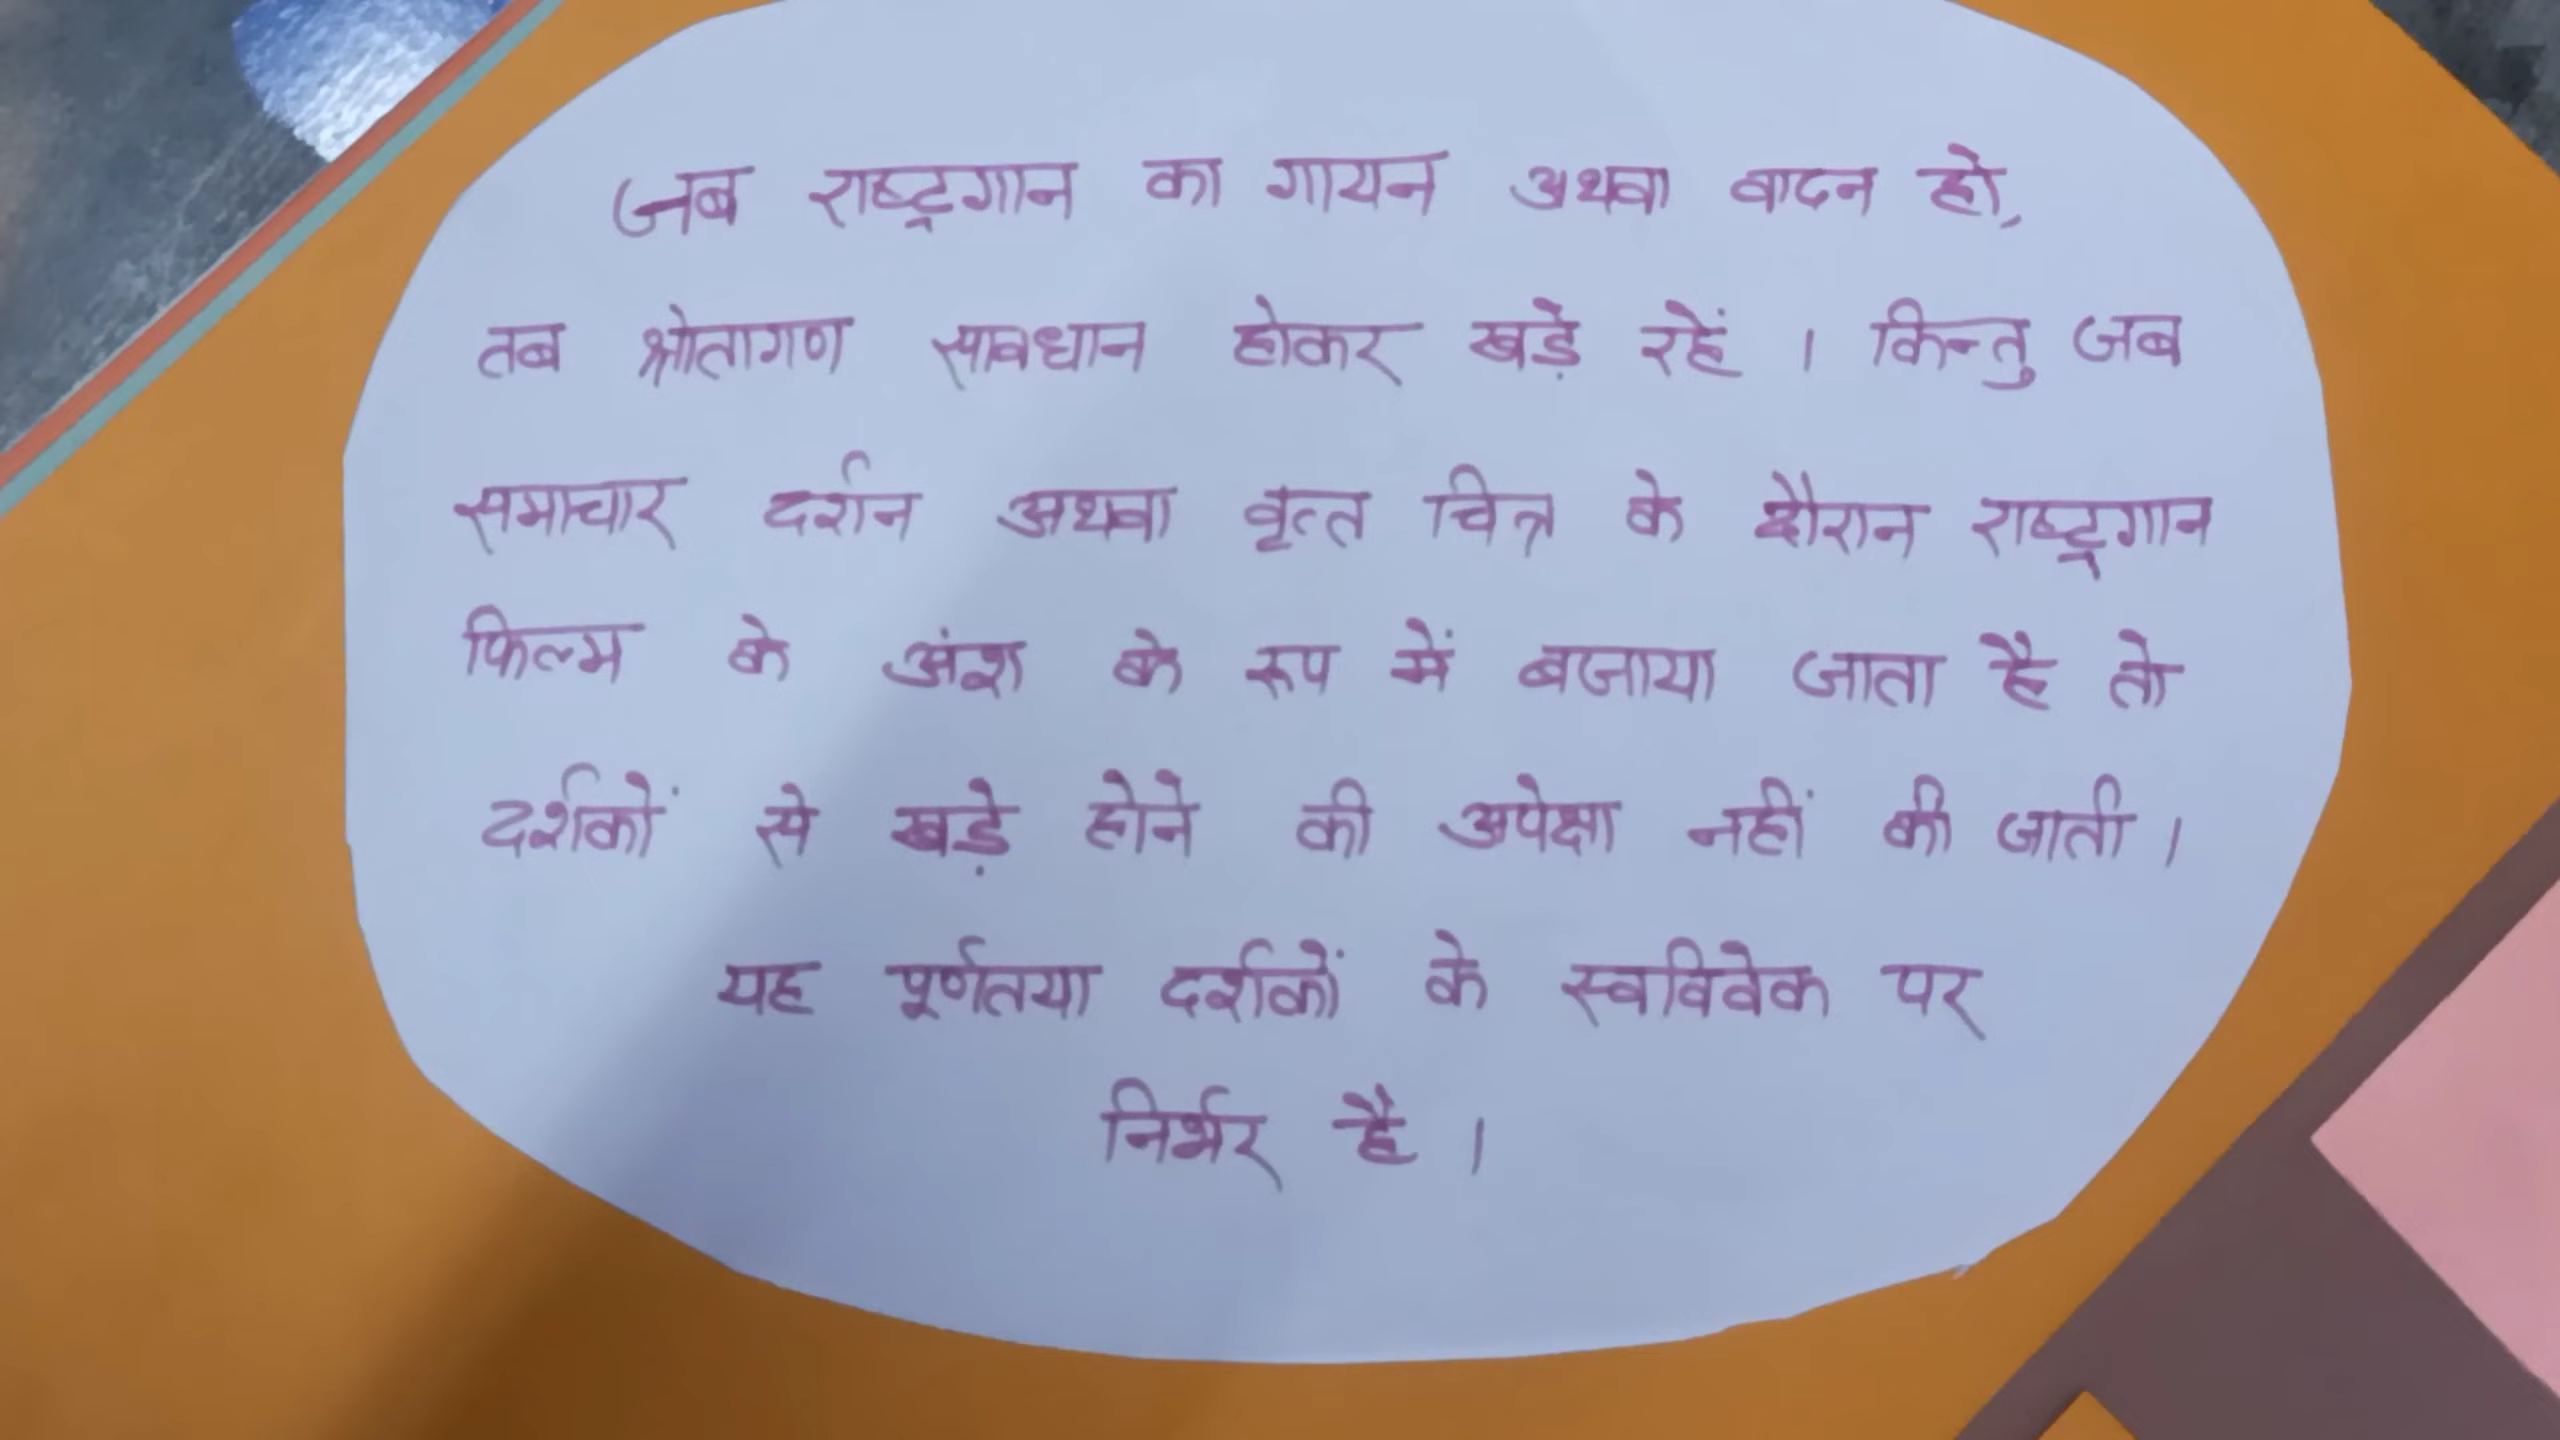 जब राष्ट्रगान का गायन अथवा वादन हो,
तब श्रोतागण सावधान होकर खड़े रहें । किन्तु जब
समाचार दर्शन अथवा वृत्त चित्र के दौरान राष्ट्रगान
फिल्म के अंश के रूप में बजाया जाता है तो
दर्शकों से खड़े होने की अपेक्षा नहीं की जाती ।
यह पूर्णतया दर्शकों के स्वविवेक पर
निर्भर है ।